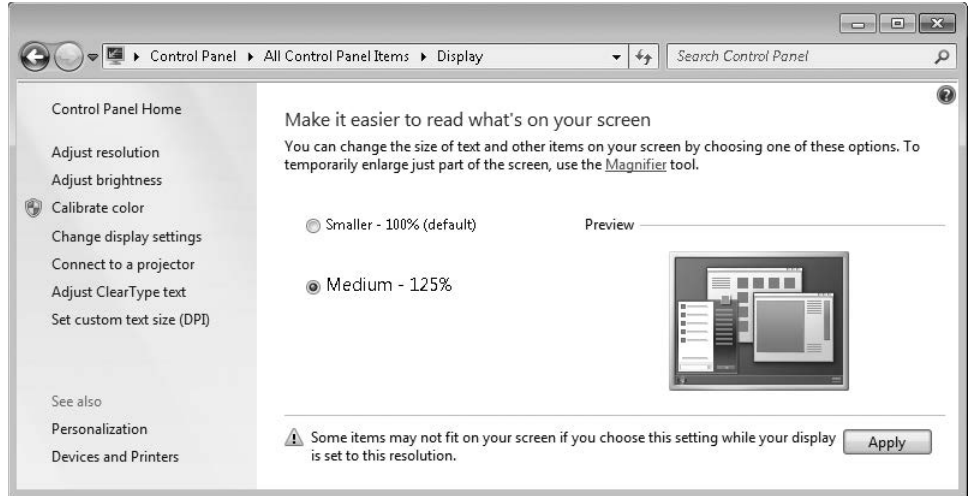 Control Panel ▸ All Control Panel Items ▸ Display
Search Control Panel
Control Panel Home
Adjust resolution
Adjust brightness
Calibrate color
Change display settings
Connect to a projector
Adjust ClearType text
Set custom text size (DPI)
See also
Personalization
Devices and Printers
Make it easier to read what's on your screen
You can change the size of text and other items on your screen by choosing one of these options. To
temporarily enlarge just part of the screen, use the Magnifier tool.
Smaller - 100% (default)
Preview
Medium - 125%
Some items may not fit on your screen if you choose this setting while your display
is set to this resolution.
Apply